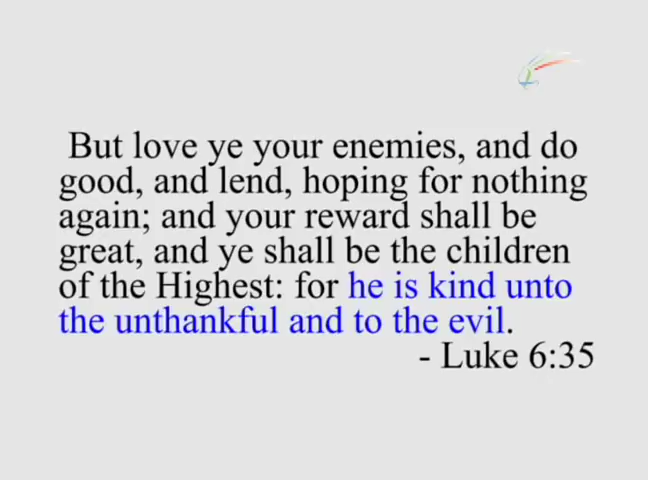 But love ye your enemies, and do
good, and lend, hoping for nothing
again; and your reward shall be
great, and ye shall be the children
of the Highest: for he is kind unto
the unthankful and to the evil.
- Luke 6:35